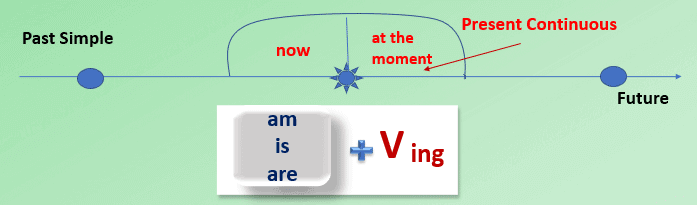 Past Simple
now
at the
moment
Present Continuous
Future
am
is
are
+ V ing